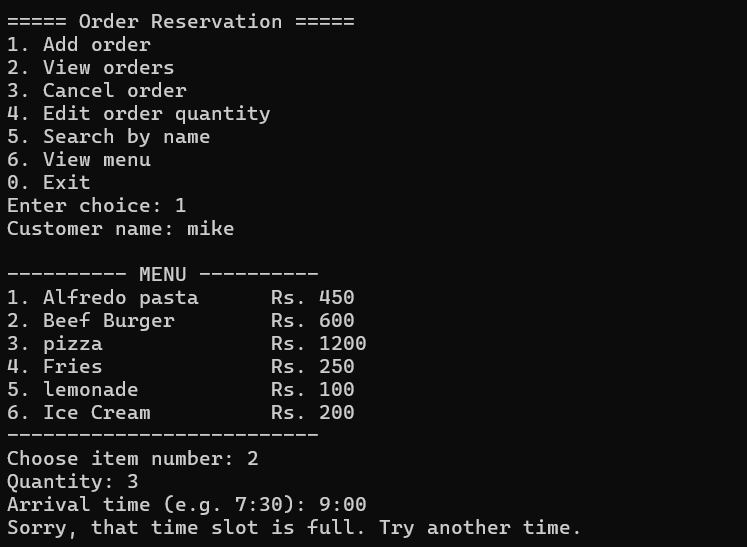 ===== Order Reservation =====
1. Add order
2. View orders
3. Cancel order
4. Edit order quantity
5. Search by name
6. View menu
0. Exit
Enter choice: 1
Customer name: mike

---------- MENU ----------
1. Alfredo pasta      Rs. 450
2. Beef Burger        Rs. 600
3. pizza              Rs. 1200
4. Fries              Rs. 250
5. lemonade           Rs. 100
6. Ice Cream          Rs. 200
--------------------------
Choose item number: 2
Quantity: 3
Arrival time (e.g. 7:30): 9:00
Sorry, that time slot is full. Try another time.